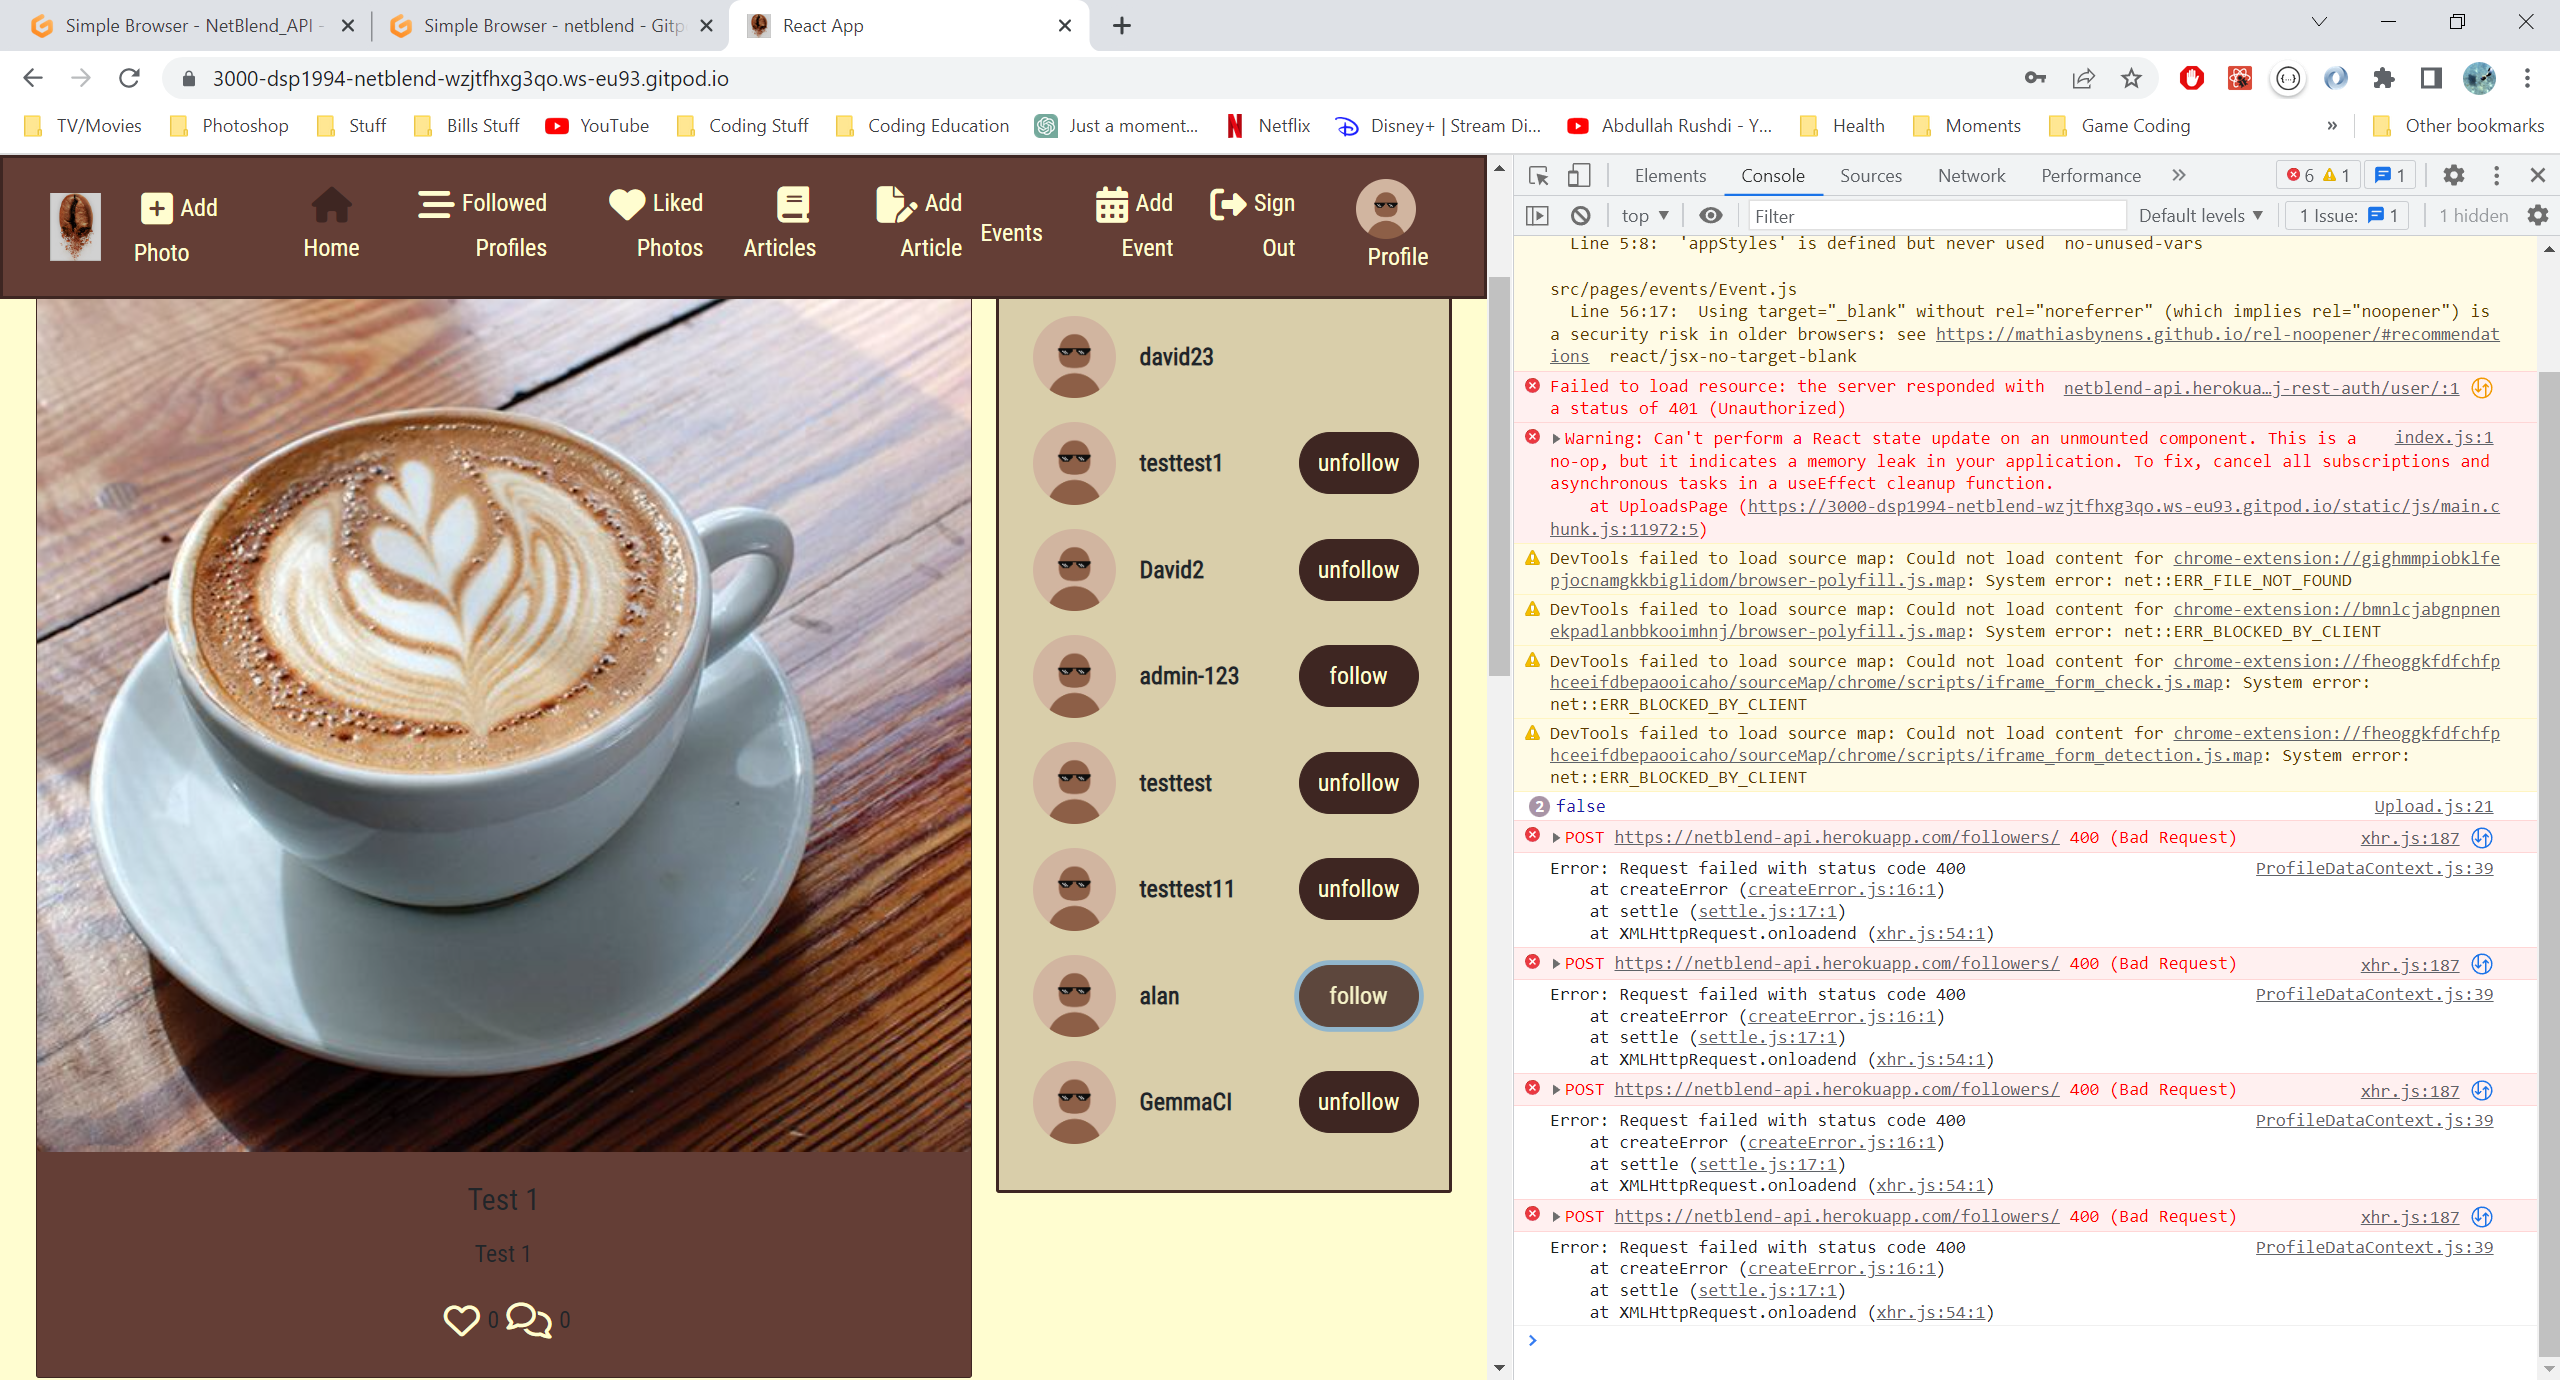 Simple Browser - NetBlend_API -
Simple Browser - netblend - Gitp
React App
3000-dsp1994-netblend-wzjtfhxg3qo.ws-eu93.gitpod.io
TV/Movies
Photoshop
Stuff
Bills Stuff
YouTube
Coding Stuff
Coding Education
Just a moment...
Netflix
Disney+ | Stream Di...
Abdullah Rushdi - Y...
Health
Moments
Game Coding
»
Other bookmarks
Add Photo
Home
Followed Profiles
Liked Photos
Articles
Add Article
Events
Add Event
Sign Out
Profile
david23
testtest1
unfollow
David2
unfollow
admin-123
follow
testtest
unfollow
testtest11
unfollow
alan
follow
GemmaCI
unfollow
Test 1
Test 1
0
0
Elements
Console
Sources
Network
Performance
»
6
1
1
top
Filter
Default levels
1 Issue:
1
1 hidden
Line 5:8:  'appStyles' is defined but never used  no-unused-vars
src/pages/events/Event.js
Line 56:17:  Using target="_blank" without rel="noreferrer" (which implies rel="noopener") is
a security risk in older browsers: see https://mathiasbynens.github.io/rel-noopener/#recommendat
ions  react/jsx-no-target-blank
Failed to load resource: the server responded with netblend-api.herokua…j-rest-auth/user/:1
a status of 401 (Unauthorized)
Warning: Can't perform a React state update on an unmounted component. This is a index.js:1
no-op, but it indicates a memory leak in your application. To fix, cancel all subscriptions and
asynchronous tasks in a useEffect cleanup function.
at UploadsPage (https://3000-dsp1994-netblend-wzjtfhxg3qo.ws-eu93.gitpod.io/static/js/main.c
hunk.js:11972:5)
DevTools failed to load source map: Could not load content for chrome-extension://gighmmpiobklfe
pjocnamgkkbiglidom/browser-polyfill.js.map: System error: net::ERR_FILE_NOT_FOUND
DevTools failed to load source map: Could not load content for chrome-extension://bmnlcjabgnpnen
ekpadlanbbkooimhnj/browser-polyfill.js.map: System error: net::ERR_BLOCKED_BY_CLIENT
DevTools failed to load source map: Could not load content for chrome-extension://fheoggkfdfchfp
hceeifdbepaooicaho/sourceMap/chrome/scripts/iframe_form_check.js.map: System error:
net::ERR_BLOCKED_BY_CLIENT
DevTools failed to load source map: Could not load content for chrome-extension://fheoggkfdfchfp
hceeifdbepaooicaho/sourceMap/chrome/scripts/iframe_form_detection.js.map: System error:
net::ERR_BLOCKED_BY_CLIENT
2 false Upload.js:21
POST https://netblend-api.herokuapp.com/followers/ 400 (Bad Request) xhr.js:187
Error: Request failed with status code 400 ProfileDataContext.js:39
at createError (createError.js:16:1)
at settle (settle.js:17:1)
at XMLHttpRequest.onloadend (xhr.js:54:1)
POST https://netblend-api.herokuapp.com/followers/ 400 (Bad Request) xhr.js:187
Error: Request failed with status code 400 ProfileDataContext.js:39
at createError (createError.js:16:1)
at settle (settle.js:17:1)
at XMLHttpRequest.onloadend (xhr.js:54:1)
POST https://netblend-api.herokuapp.com/followers/ 400 (Bad Request) xhr.js:187
Error: Request failed with status code 400 ProfileDataContext.js:39
at createError (createError.js:16:1)
at settle (settle.js:17:1)
at XMLHttpRequest.onloadend (xhr.js:54:1)
POST https://netblend-api.herokuapp.com/followers/ 400 (Bad Request) xhr.js:187
Error: Request failed with status code 400 ProfileDataContext.js:39
at createError (createError.js:16:1)
at settle (settle.js:17:1)
at XMLHttpRequest.onloadend (xhr.js:54:1)